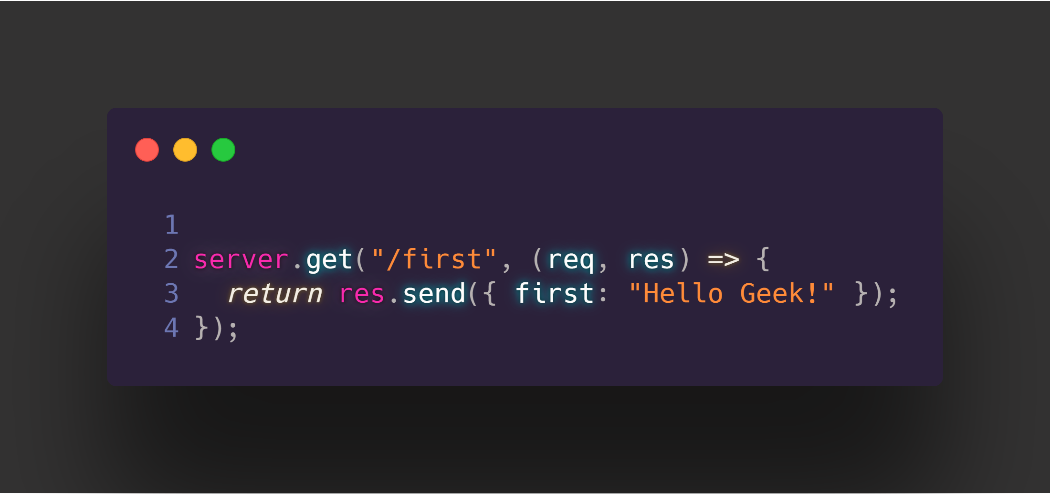 1
2 server.get("/first", (req, res) => {
3   return res.send({ first: "Hello Geek!" });
4 });